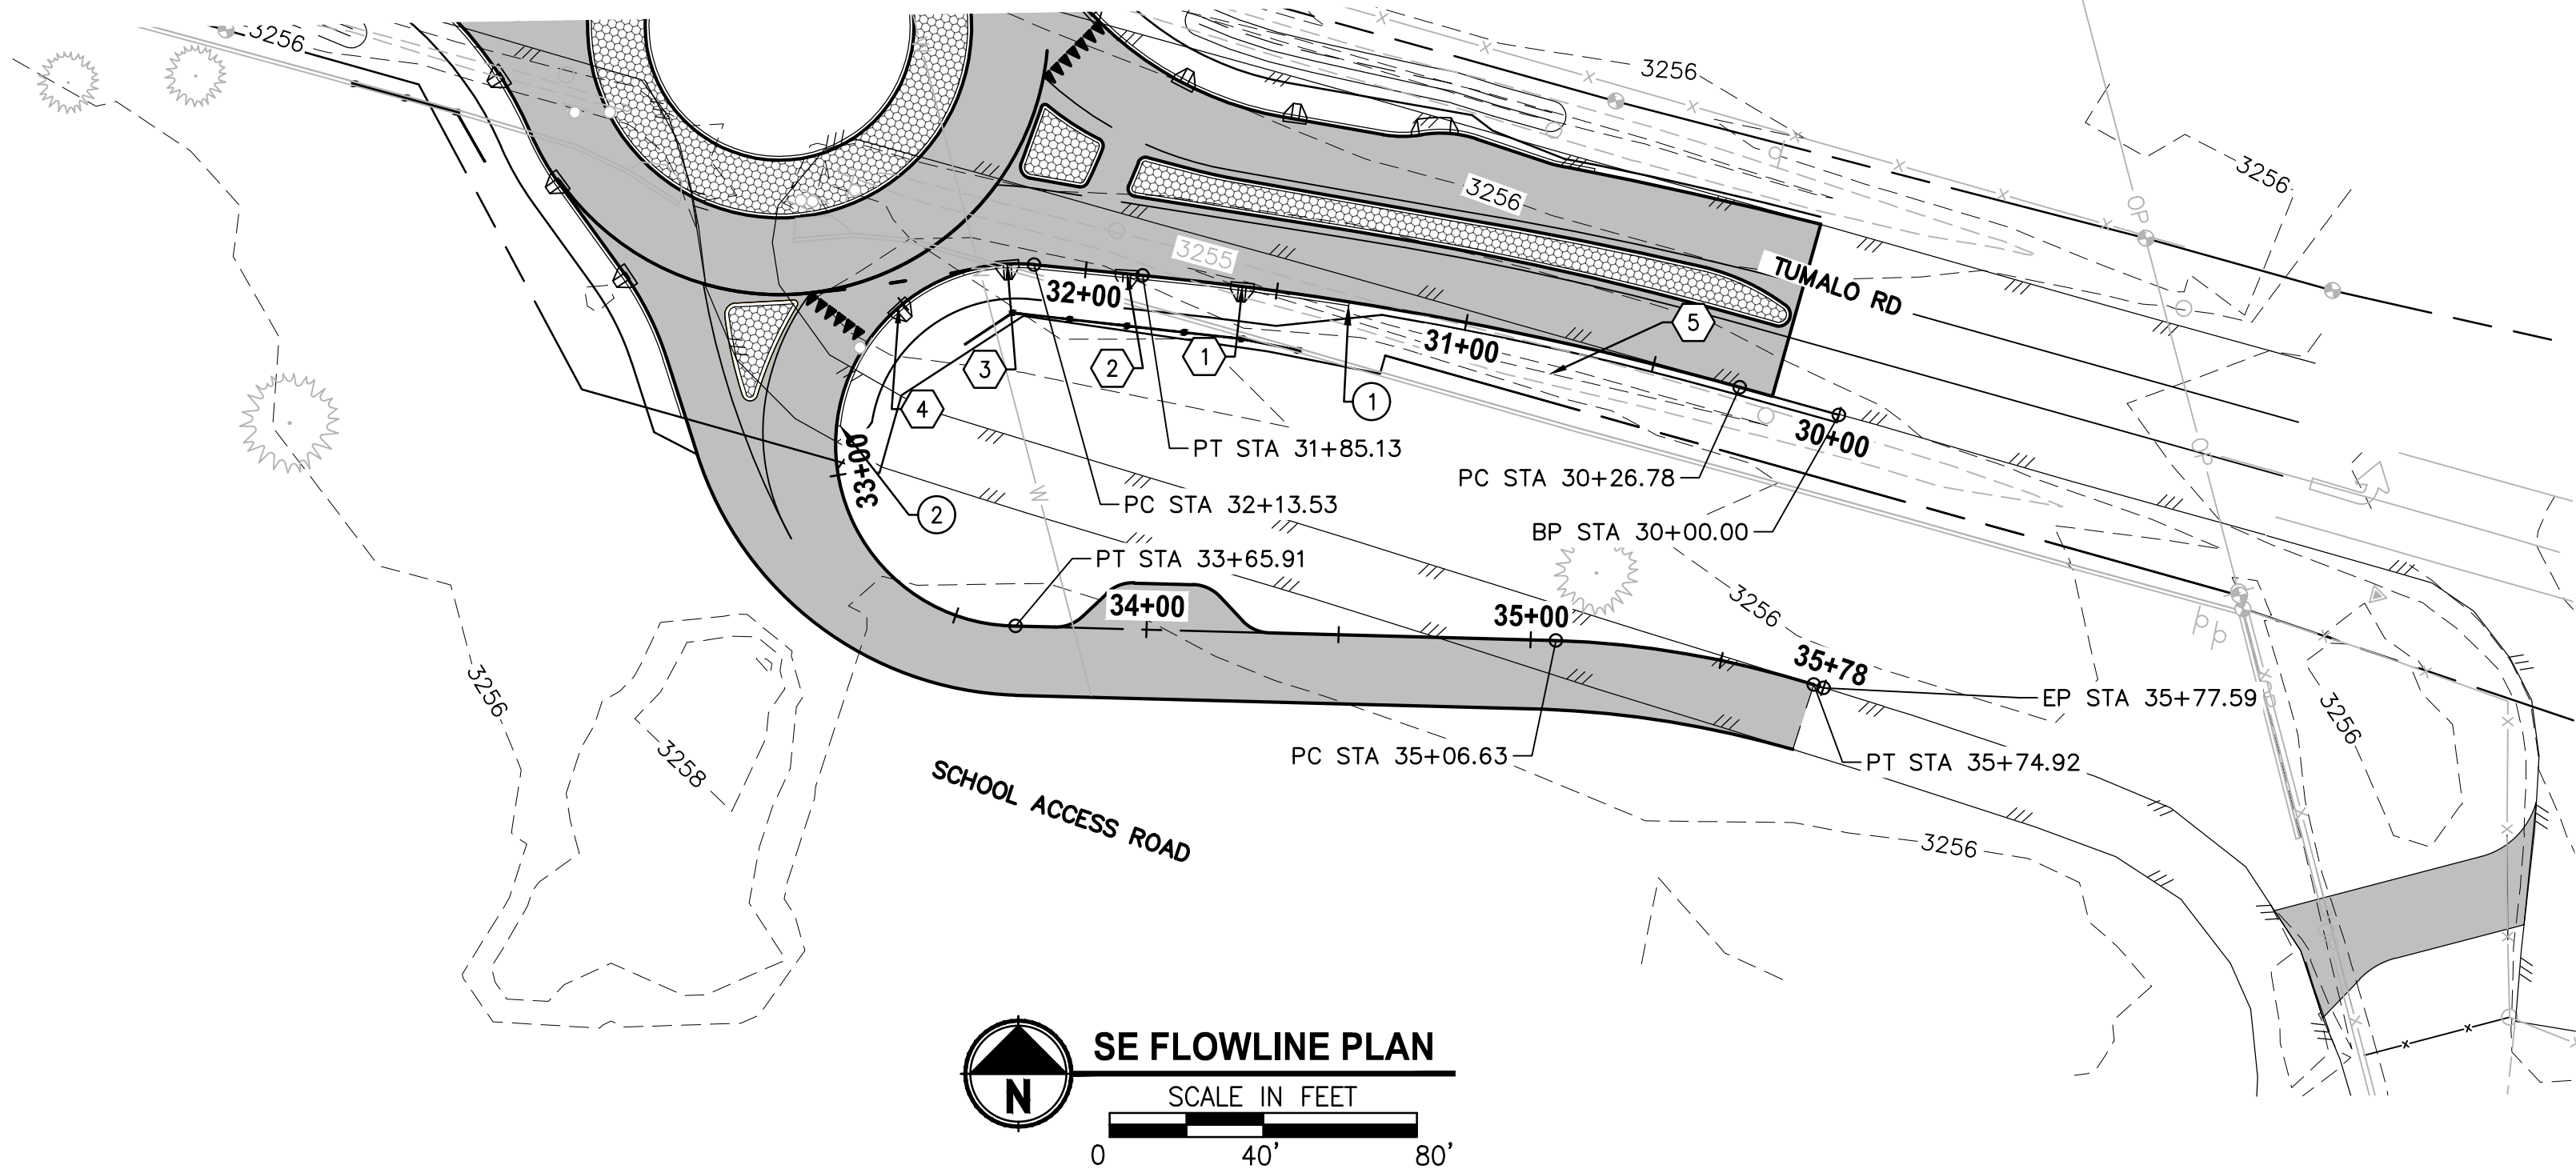 3256
3256
3256
3256
3255
OP
TUMALO RD
32+00
31+00
5
3
2
1
4
1
30+00
OP
PT STA 31+85.13
PC STA 30+26.78
33+00
W
PC STA 32+13.53
2
BP STA 30+00.00
PT STA 33+65.91
34+00
35+00
3256
35+78
EP STA 35+77.59
3256
3256
3258
PC STA 35+06.63
PT STA 35+74.92
SCHOOL ACCESS ROAD
3256
N
SE FLOWLINE PLAN
SCALE IN FEET
0 40' 80'